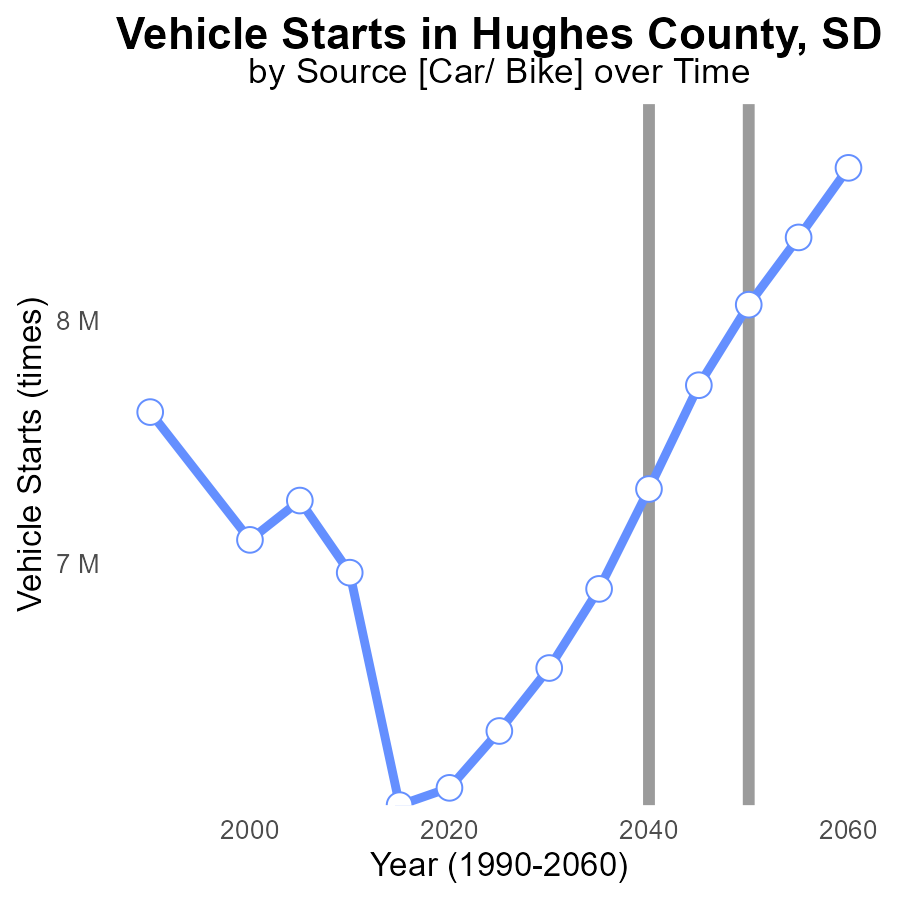 Vehicle Starts in Hughes County, SD
by Source [Car/ Bike] over Time
Vehicle Starts (times)
8 M
7 M
2000 2020 2040 2060
Year (1990-2060)